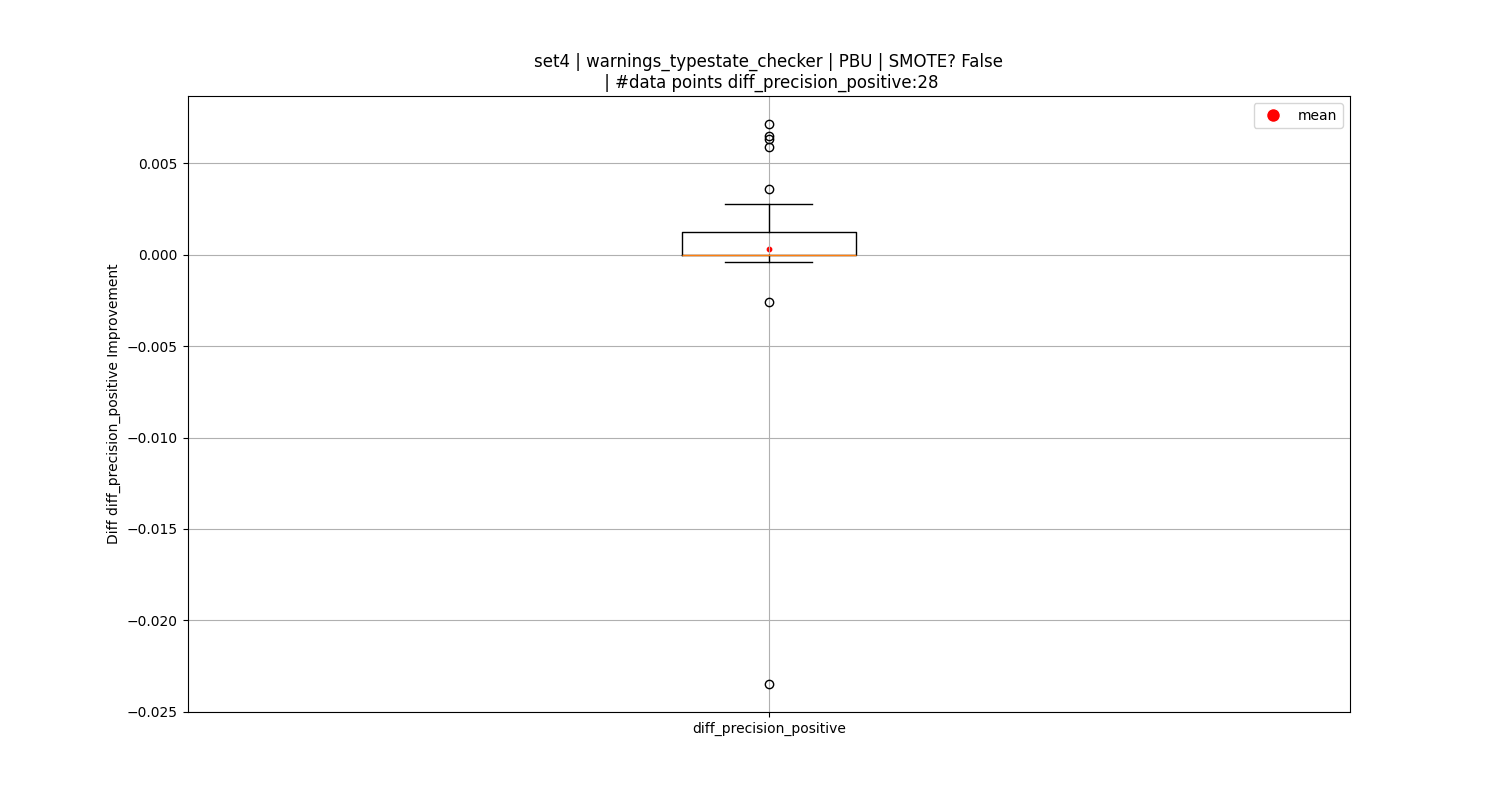 set4 | warnings_typestate_checker | PBU | SMOTE? False
| #data points diff_precision_positive:28
mean
0.005
0.000
−0.005
−0.010
−0.015
−0.020
−0.025
Diff diff_precision_positive Improvement
diff_precision_positive